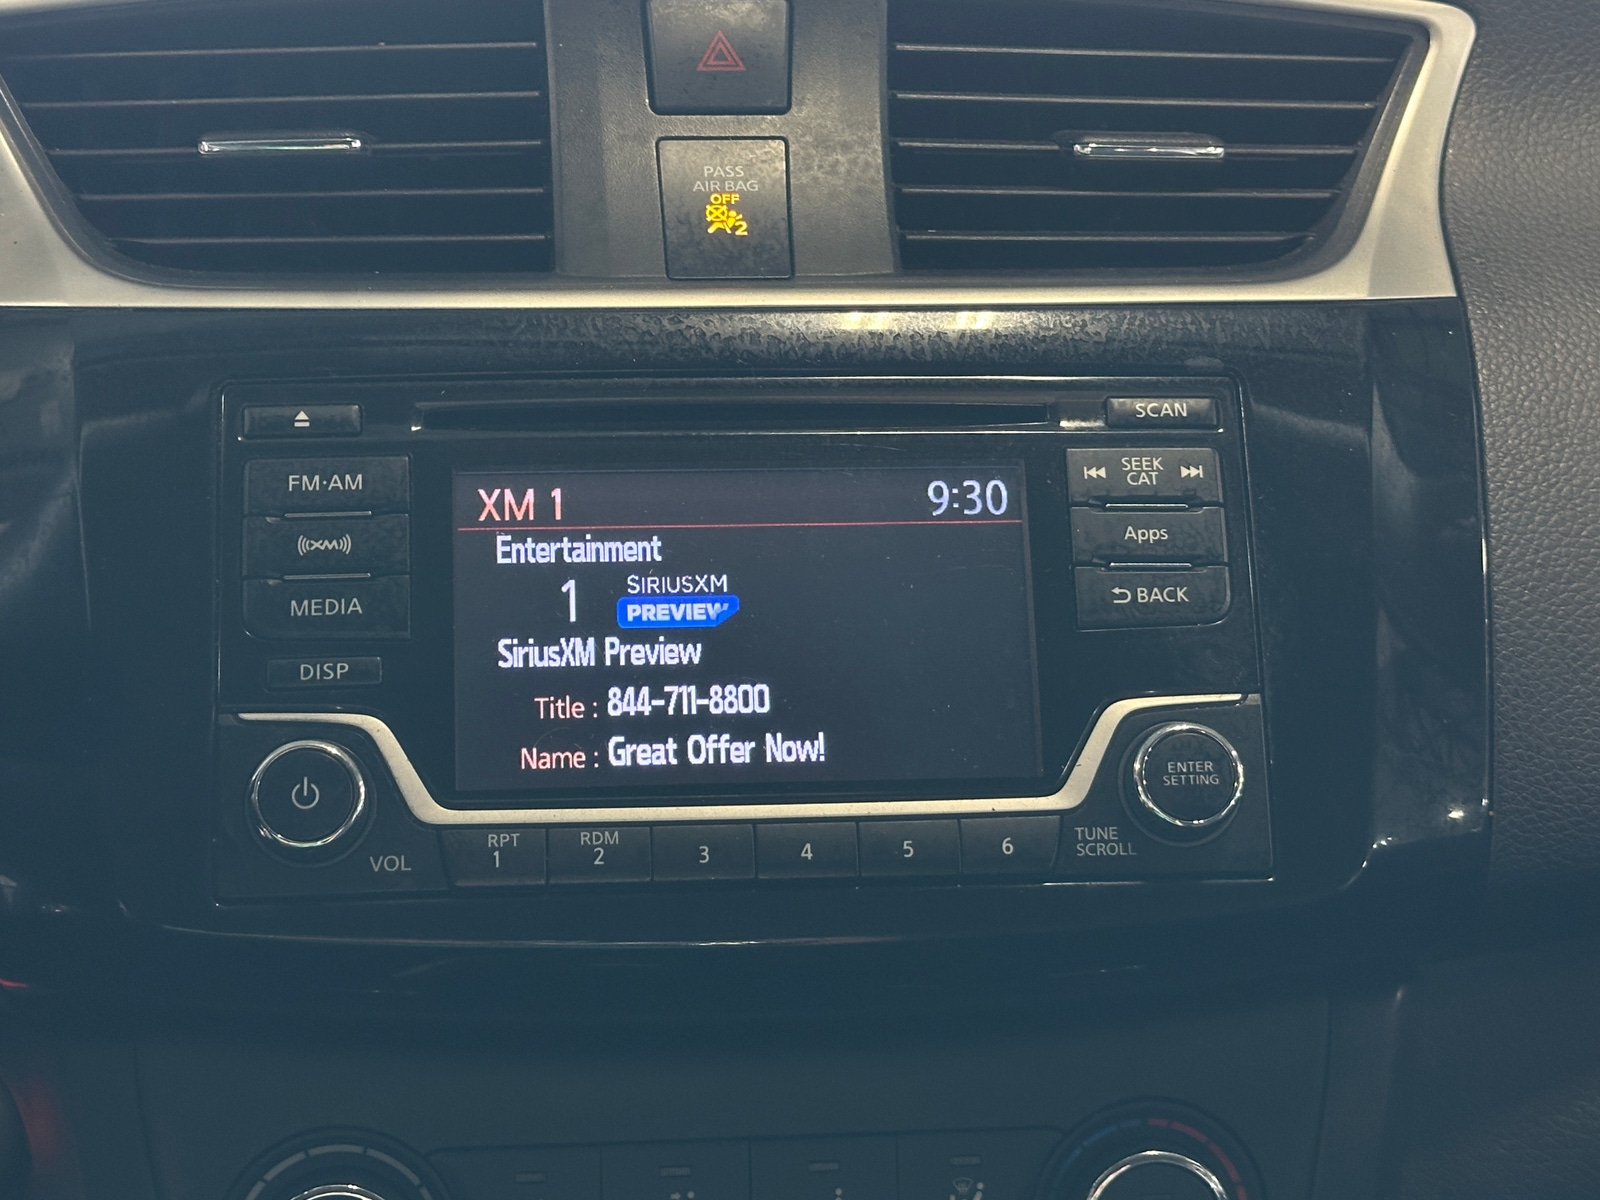 PASS
AIR BAG
OFF
2
SCAN
FM·AM
SEEK
CAT
XM
Apps
MEDIA
BACK
DISP
XM 1 9:30
Entertainment
1 SIRIUSXM
PREVIEW
SiriusXM Preview
Title : 844-711-8800
Name : Great Offer Now!
ENTER
SETTING
VOL
RPT
1
RDM
2
3
4
5
6
TUNE
SCROLL